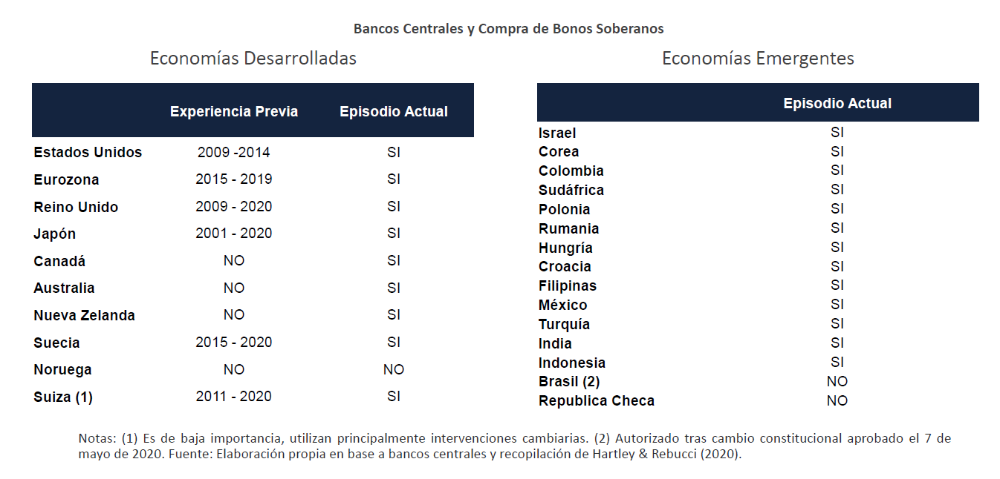 Bancos Centrales y Compra de Bonos Soberanos
Economías Desarrolladas
Experiencia Previa Episodio Actual
Estados Unidos 2009 -2014 SI
Eurozona 2015 - 2019 SI
Reino Unido 2009 - 2020 SI
Japón 2001 - 2020 SI
Canadá NO SI
Australia NO SI
Nueva Zelanda NO SI
Suecia 2015 - 2020 SI
Noruega NO NO
Suiza (1) 2011 - 2020 SI
Economías Emergentes
Episodio Actual
Israel SI
Corea SI
Colombia SI
Sudáfrica SI
Polonia SI
Rumania SI
Hungría SI
Croacia SI
Filipinas SI
México SI
Turquía SI
India SI
Indonesia SI
Brasil (2) NO
Republica Checa NO
Notas: (1) Es de baja importancia, utilizan principalmente intervenciones cambiarias. (2) Autorizado tras cambio constitucional aprobado el 7 de
mayo de 2020. Fuente: Elaboración propia en base a bancos centrales y recopilación de Hartley & Rebucci (2020).